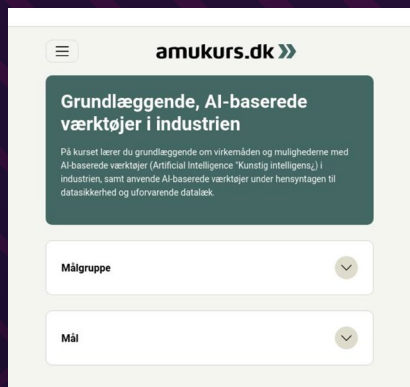 amukurs.dk
Grundlæggende, AI-baserede
værktøjer i industrien
På kurset lærer du grundlæggende om virkemåden og mulighederne med
AI-baserede værktøjer (Artificial Intelligence "Kunstig intelligens¿) i
industrien, samt anvende AI-baserede værktøjer under hensyntagen til
datasikkerhed og uforvarende datalæk.
Målgruppe
Mål